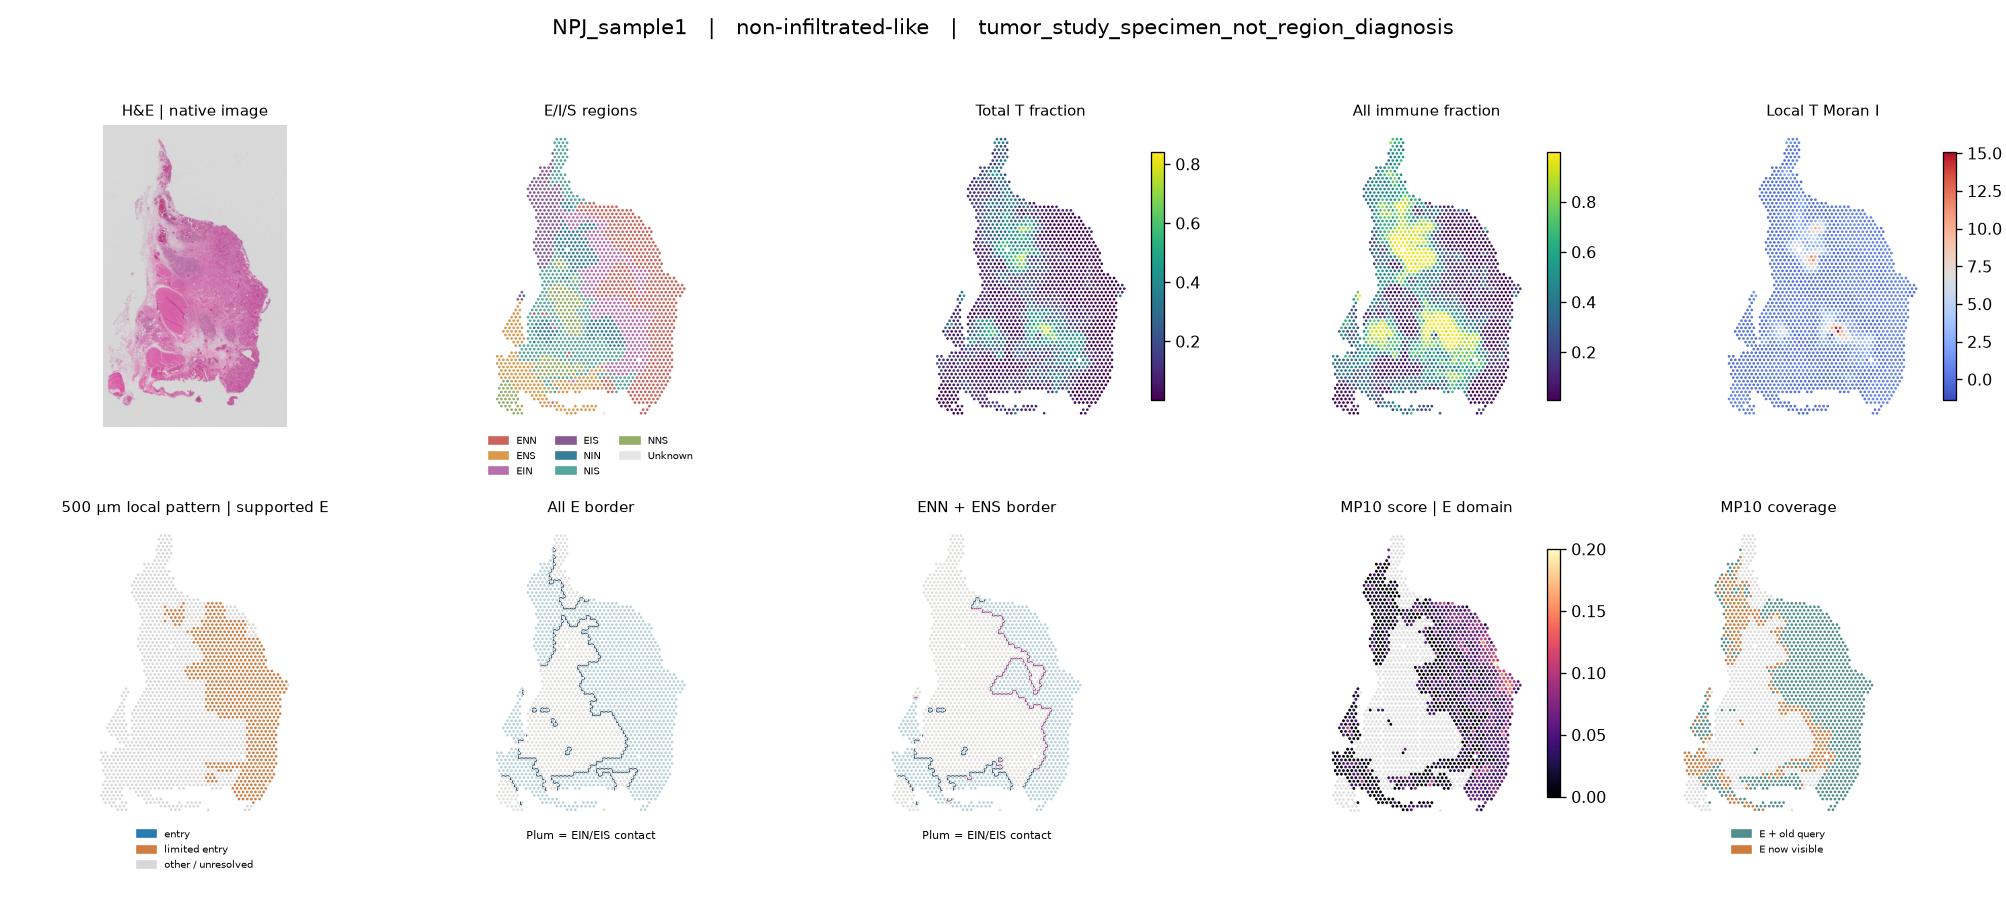 NPJ_sample1 | non-infiltrated-like | tumor_study_specimen_not_region_diagnosis
H&E | native image
E/I/S regions
ENN
ENS
EIN
EIS
NIN
NIS
NNS
Unknown
Total T fraction
0.8
0.6
0.4
0.2
All immune fraction
0.8
0.6
0.4
0.2
Local T Moran I
15.0
12.5
10.0
7.5
5.0
2.5
0.0
500 µm local pattern | supported E
entry
limited entry
other / unresolved
All E border
Plum = EIN/EIS contact
ENN + ENS border
Plum = EIN/EIS contact
MP10 score | E domain
0.20
0.15
0.10
0.05
0.00
MP10 coverage
E + old query
E now visible